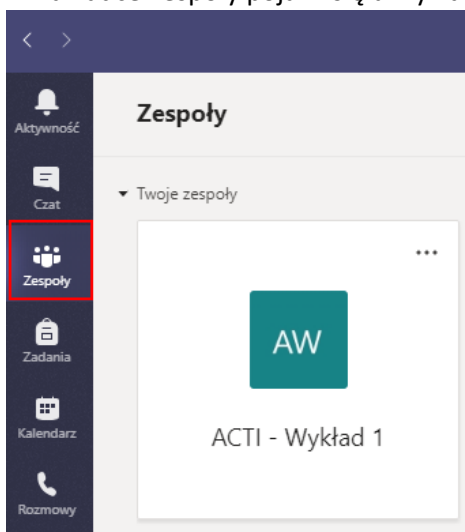 Aktywność
Czat
Zespoły
Zadania
Kalendarz
Rozmowy
Zespoły
Twoje zespoły
AW
ACTI - Wykład 1